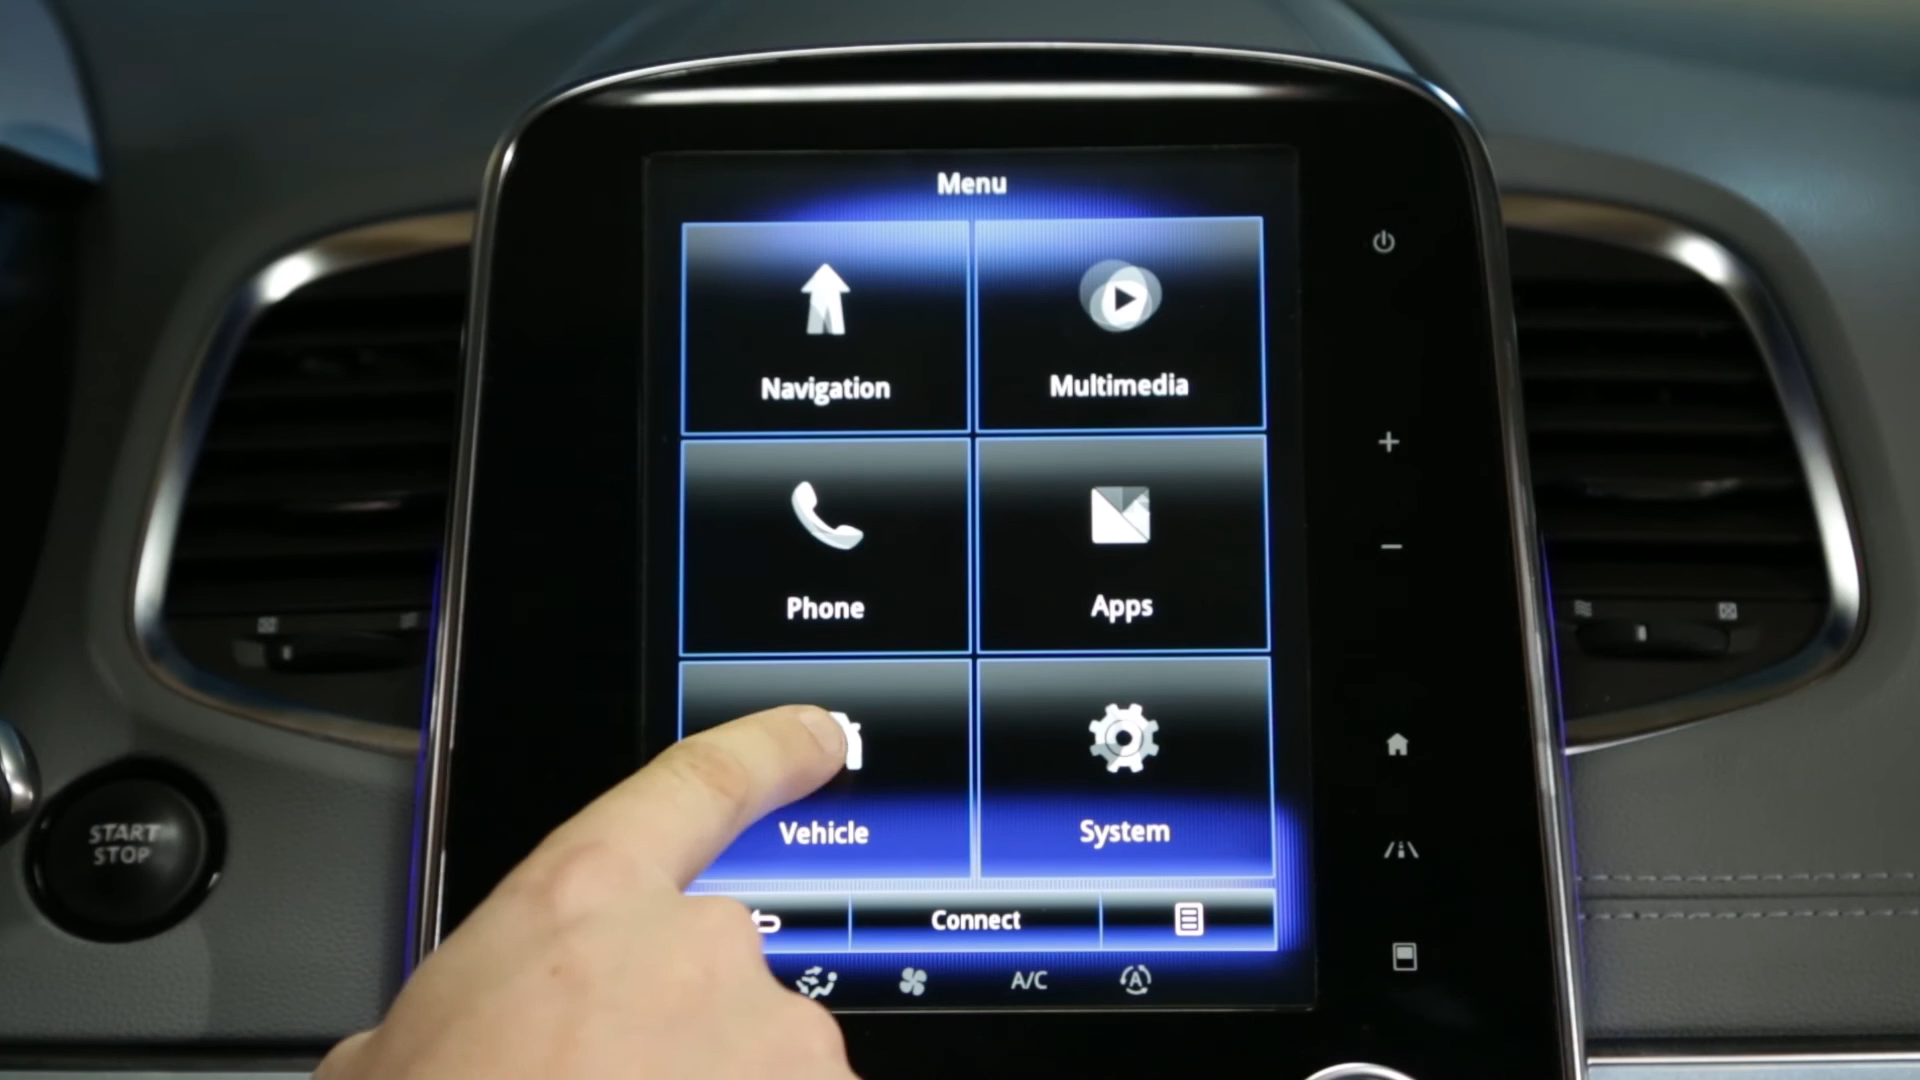 Menu
Navigation
Multimedia
Phone
Apps
Vehicle
System
Connect
A/C
A
START
STOP